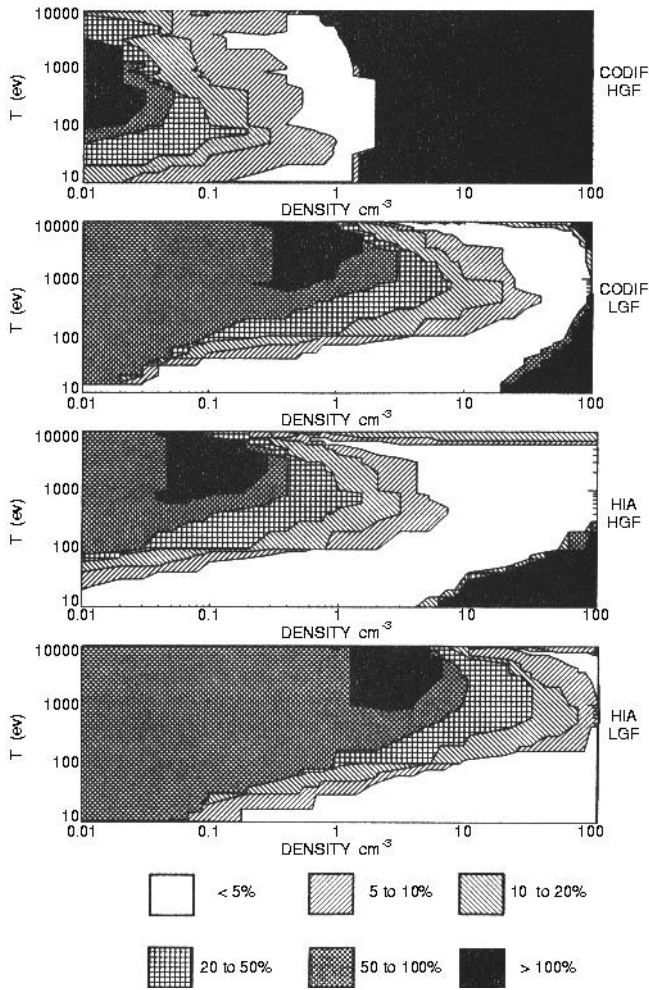 10000
1000
100
10
T (ev)
0.01 0.1 1 10 100
DENSITY cm-3
CODIF
HGF
10000
1000
100
10
T (ev)
0.01 0.1 1 10 100
DENSITY cm-3
CODIF
LGF
10000
1000
100
10
T (ev)
0.01 0.1 1 10 100
DENSITY cm-3
HIA
HGF
10000
1000
100
10
T (ev)
0.01 0.1 1 10 100
DENSITY cm-3
HIA
LGF
< 5% 5 to 10% 10 to 20%
20 to 50% 50 to 100% > 100%